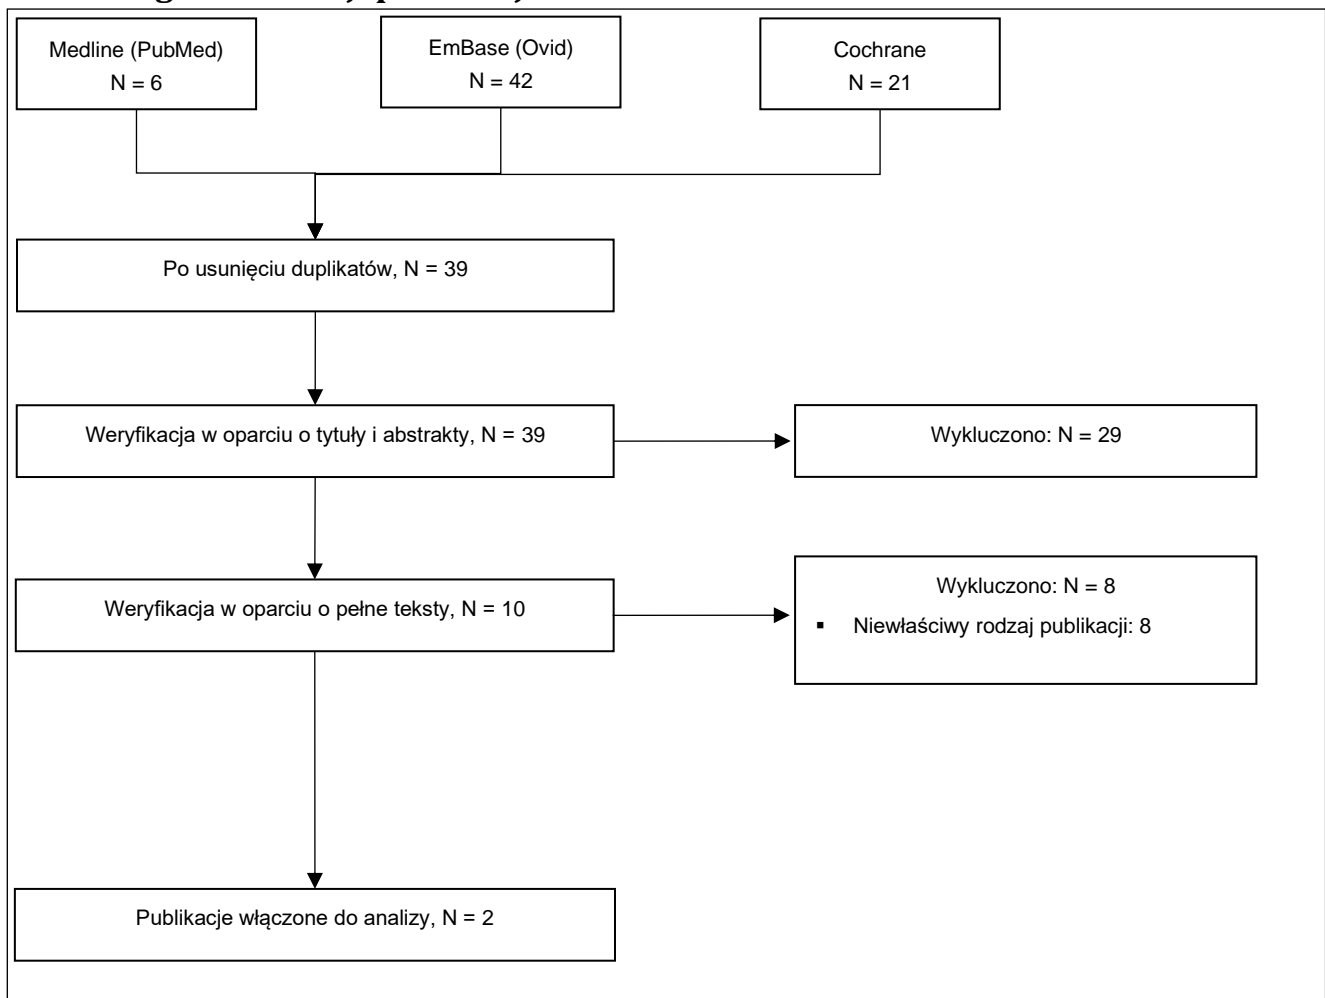 Medline (PubMed)
N = 6
EmBase (Ovid)
N = 42
Cochrane
N = 21
Po usunięciu duplikatów, N = 39
Weryfikacja w oparciu o tytuły i abstrakty, N = 39
Wykluczono: N = 29
Weryfikacja w oparciu o pełne teksty, N = 10
Wykluczono: N = 8
▪ Niewłaściwy rodzaj publikacji: 8
Publikacje włączone do analizy, N = 2